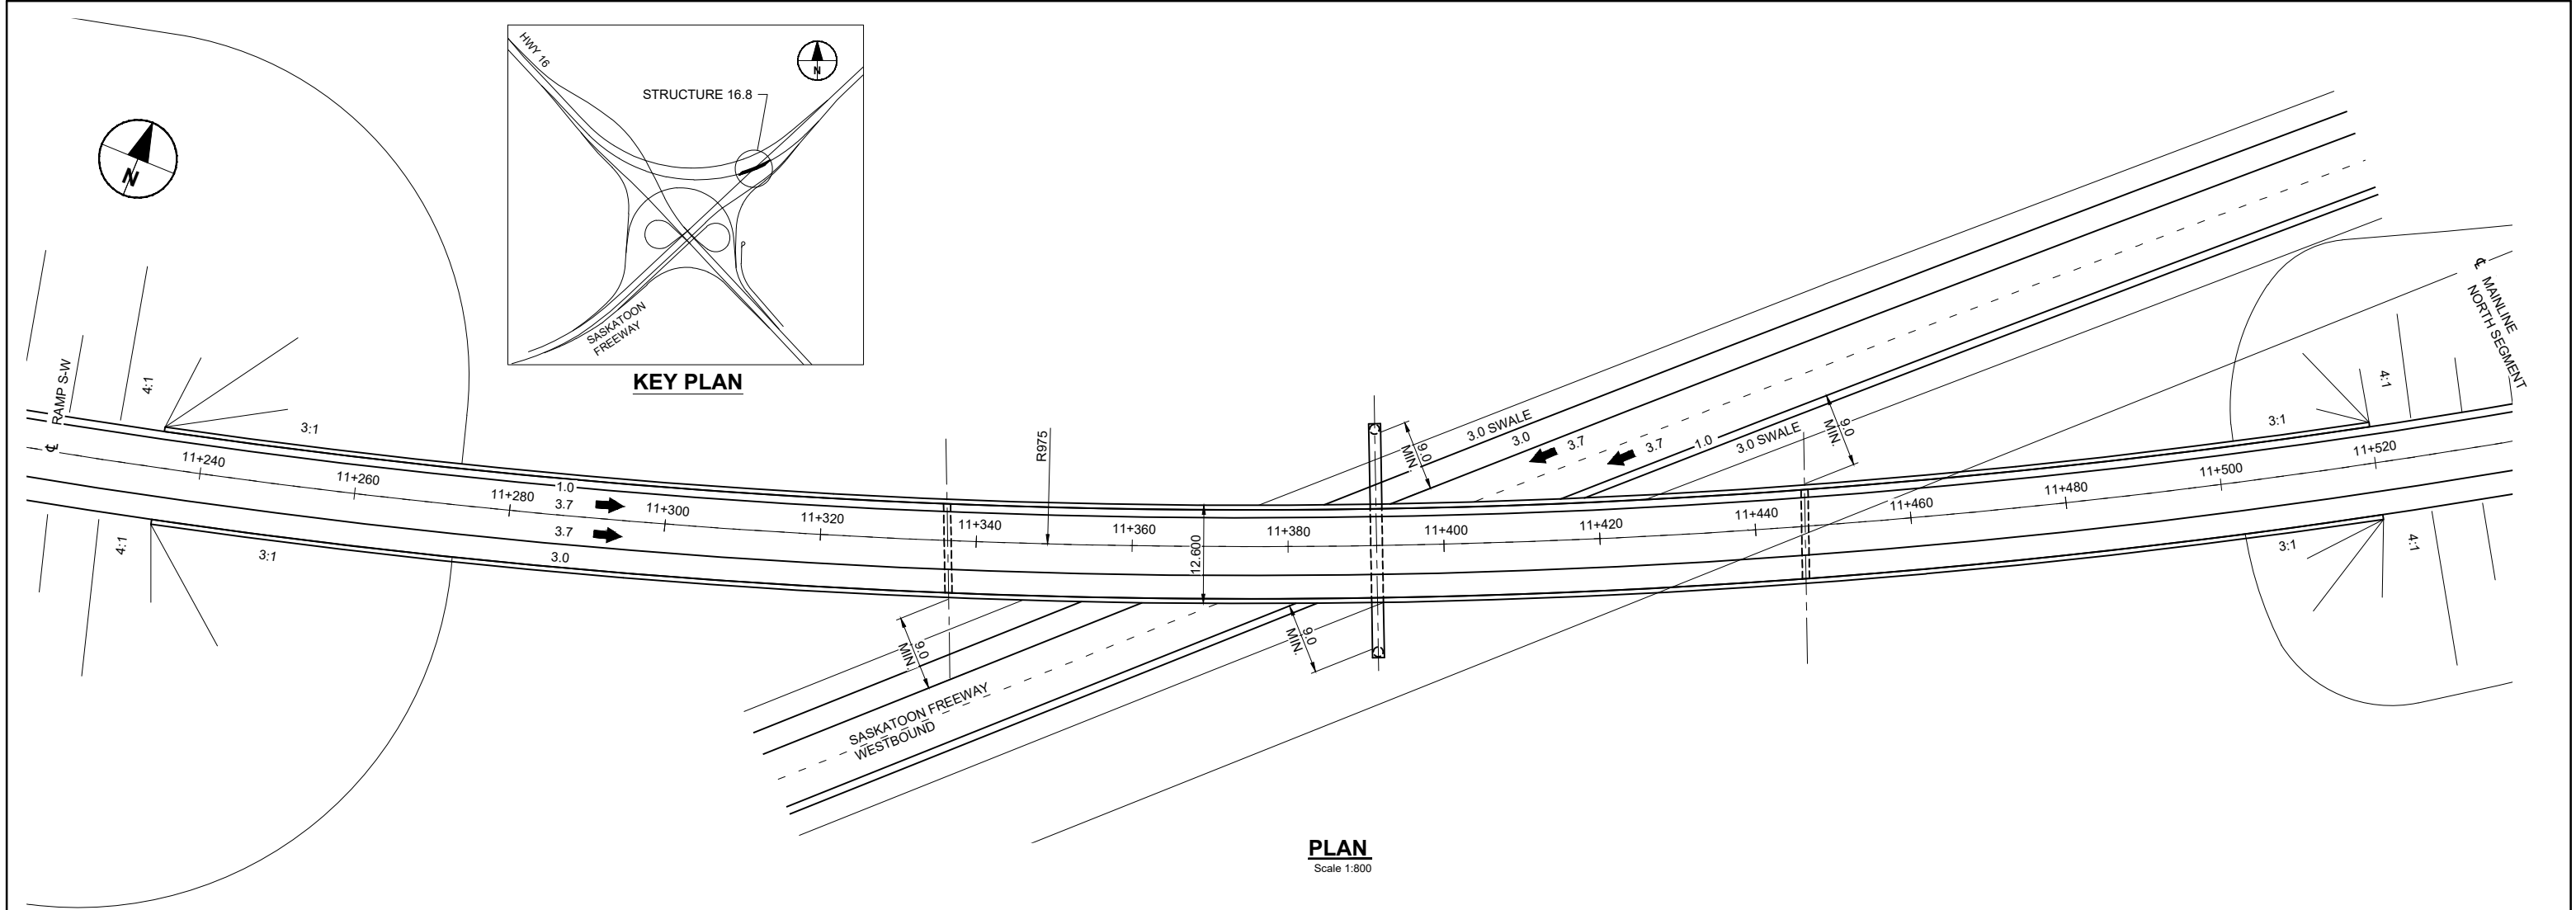 HWY 16
N
STRUCTURE 16.8
SASKATOON
FREEWAY
KEY PLAN
N
RAMP S-W
℄
4:1
3:1
4:1
3:1
11+240
11+260
11+280
11+300
11+320
11+340
11+360
11+380
11+400
11+420
11+440
11+460
11+480
11+500
11+520
1.0
3.7
3.7
3.0
R975
12.600
9.0
MIN.
9.0
MIN.
9.0
MIN.
9.0
MIN.
3.0 SWALE
3.0
3.7
3.7
1.0
3.0 SWALE
SASKATOON FREEWAY
WESTBOUND
3:1
4:1
3:1
4:1
℄ MAINLINE
NORTH SEGMENT
PLAN
Scale 1:800